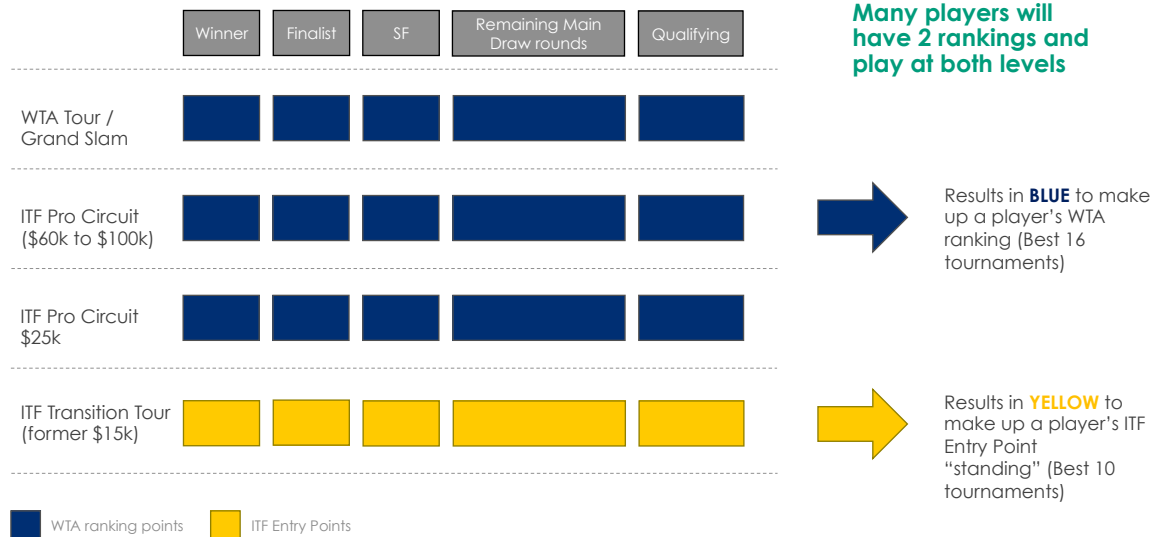 Winner
Finalist
SF
Remaining Main
Draw rounds
Qualifying
Many players will
have 2 rankings and
play at both levels
WTA Tour /
Grand Slam
ITF Pro Circuit
($60k to $100k)
Results in BLUE to make
up a player’s WTA
ranking (Best 16
tournaments)
ITF Pro Circuit
$25k
ITF Transition Tour
(former $15k)
Results in YELLOW to
make up a player’s ITF
Entry Point
“standing” (Best 10
tournaments)
WTA ranking points
ITF Entry Points